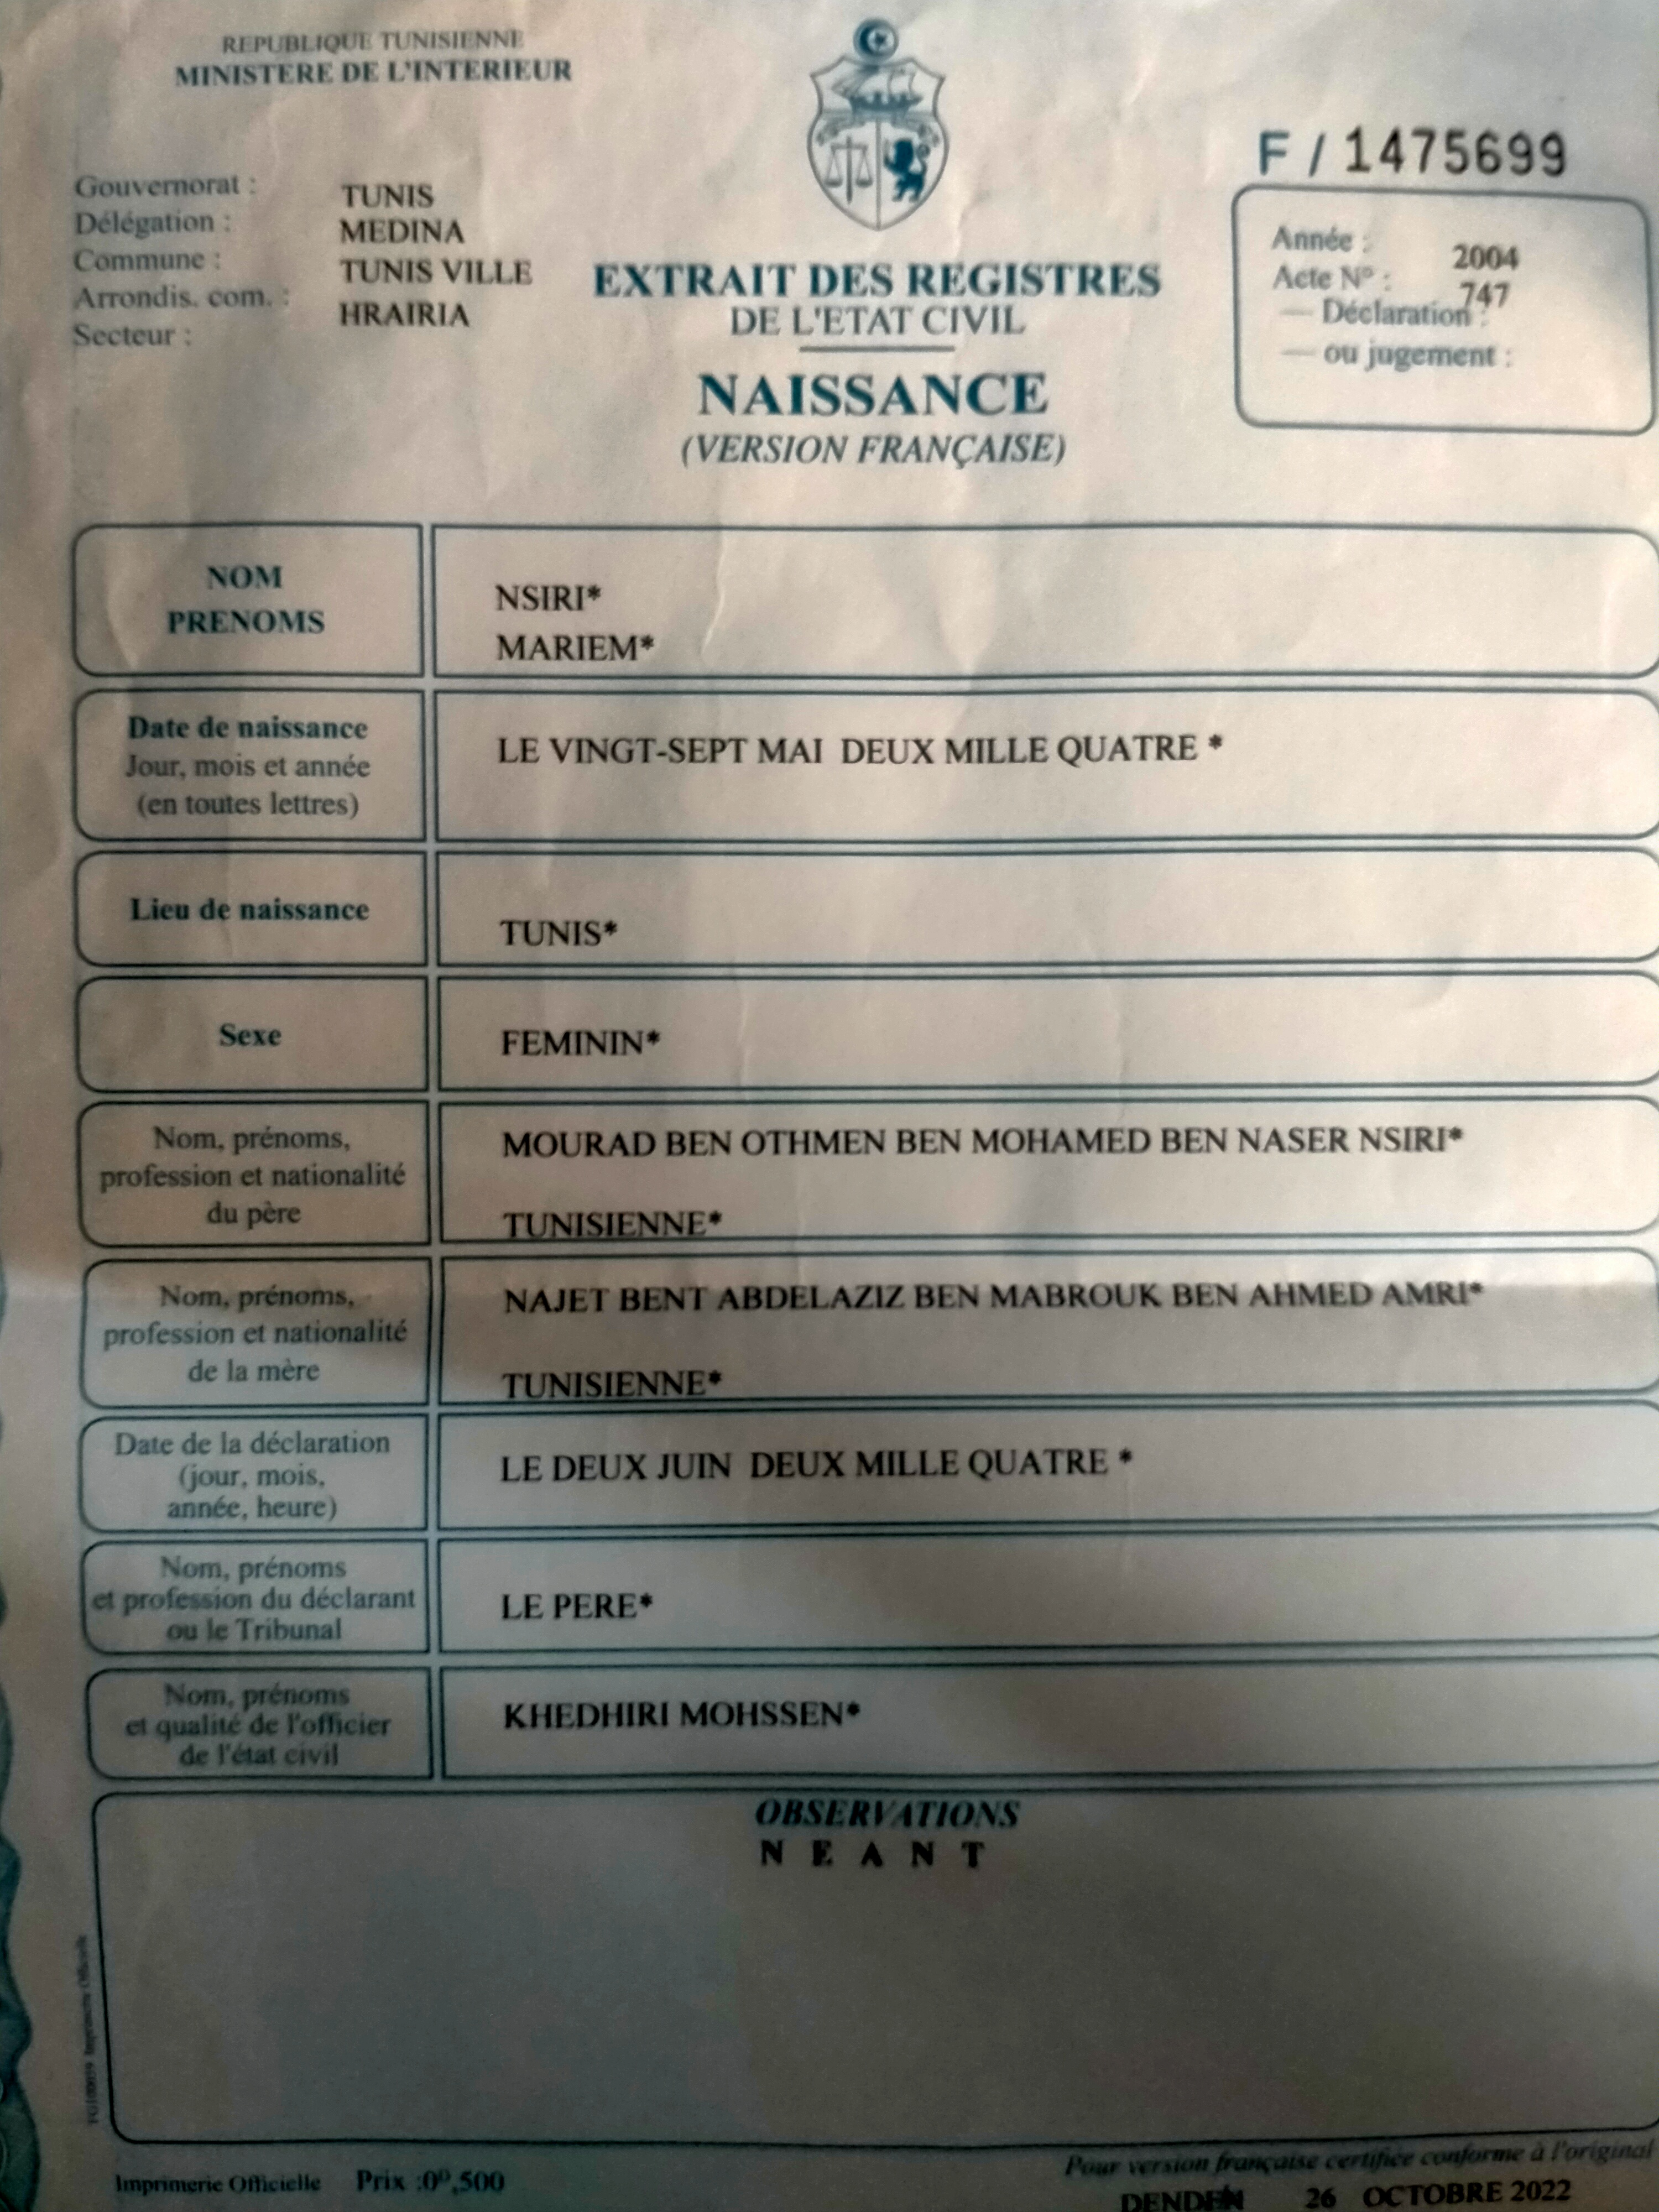 REPUBLIQUE TUNISIENNE
MINISTERE DE L'INTERIEUR
F / 1475699
Gouvernorat : TUNIS
Délégation : MEDINA
Commune : TUNIS VILLE
Arrondis. com. : HRAIRIA
Secteur :
EXTRAIT DES REGISTRES
DE L'ETAT CIVIL
NAISSANCE
(VERSION FRANÇAISE)
Année : 2004
Acte Nº : 747
— Déclaration :
— ou jugement :
NOM
PRENOMS
NSIRI*
MARIEM*
Date de naissance
Jour, mois et année
(en toutes lettres)
LE VINGT-SEPT MAI DEUX MILLE QUATRE *
Lieu de naissance
TUNIS*
Sexe
FEMININ*
Nom, prénoms,
profession et nationalité
du père
MOURAD BEN OTHMEN BEN MOHAMED BEN NASER NSIRI*
TUNISIENNE*
Nom, prénoms,
profession et nationalité
de la mère
NAJET BENT ABDELAZIZ BEN MABROUK BEN AHMED AMRI*
TUNISIENNE*
Date de la déclaration
(jour, mois,
année, heure)
LE DEUX JUIN DEUX MILLE QUATRE *
Nom, prénoms
et profession du déclarant
ou le Tribunal
LE PERE*
Nom, prénoms
et qualité de l'officier
de l'état civil
KHEDHIRI MOHSSEN*
OBSERVATIONS
N E A N T
Imprimerie Officielle
Imprimerie Officielle Prix :0ᴰ,500
Pour version française certifiée conforme à l'original
DENDEN 26 OCTOBRE 2022